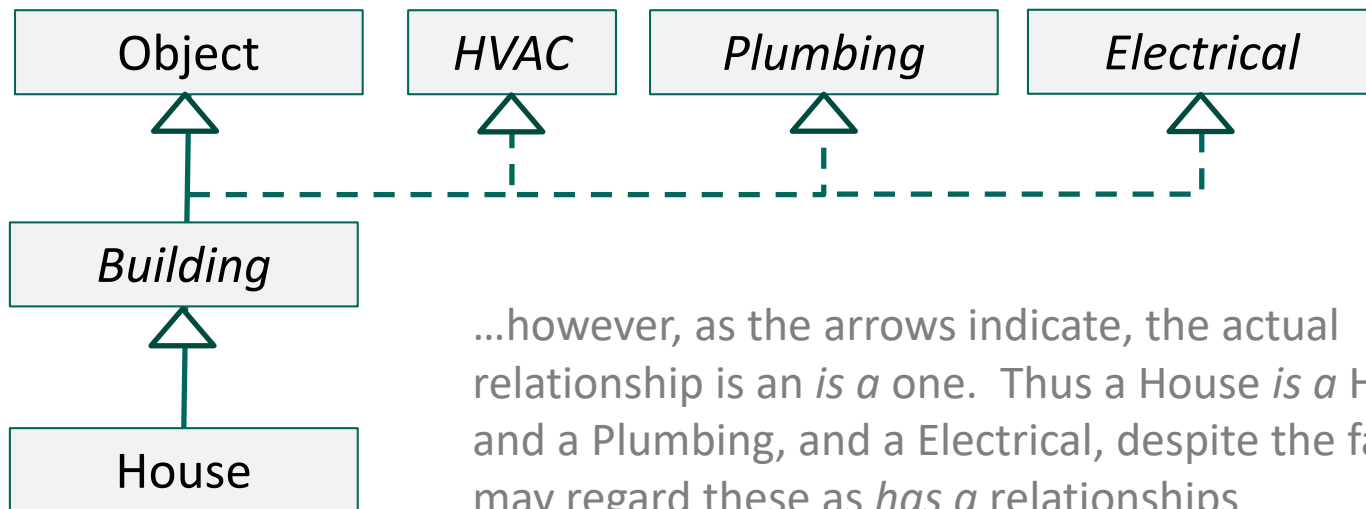 Object HVAC Plumbing Electrical
Building
…however, as the arrows indicate, the actual
relationship is an is a one. Thus a House is a
and a Plumbing, and a Electrical, despite the
House
may regard these as has a relationships